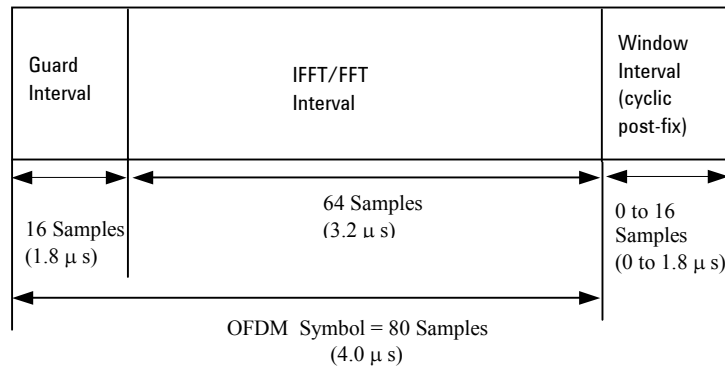 Guard
Interval
IFFT/FFT
Interval
Window
Interval
(cyclic
post-fix)
16 Samples
(1.8 μ s)
64 Samples
(3.2 μ s)
0 to 16
Samples
(0 to 1.8 μ s)
OFDM Symbol = 80 Samples
(4.0 μ s)